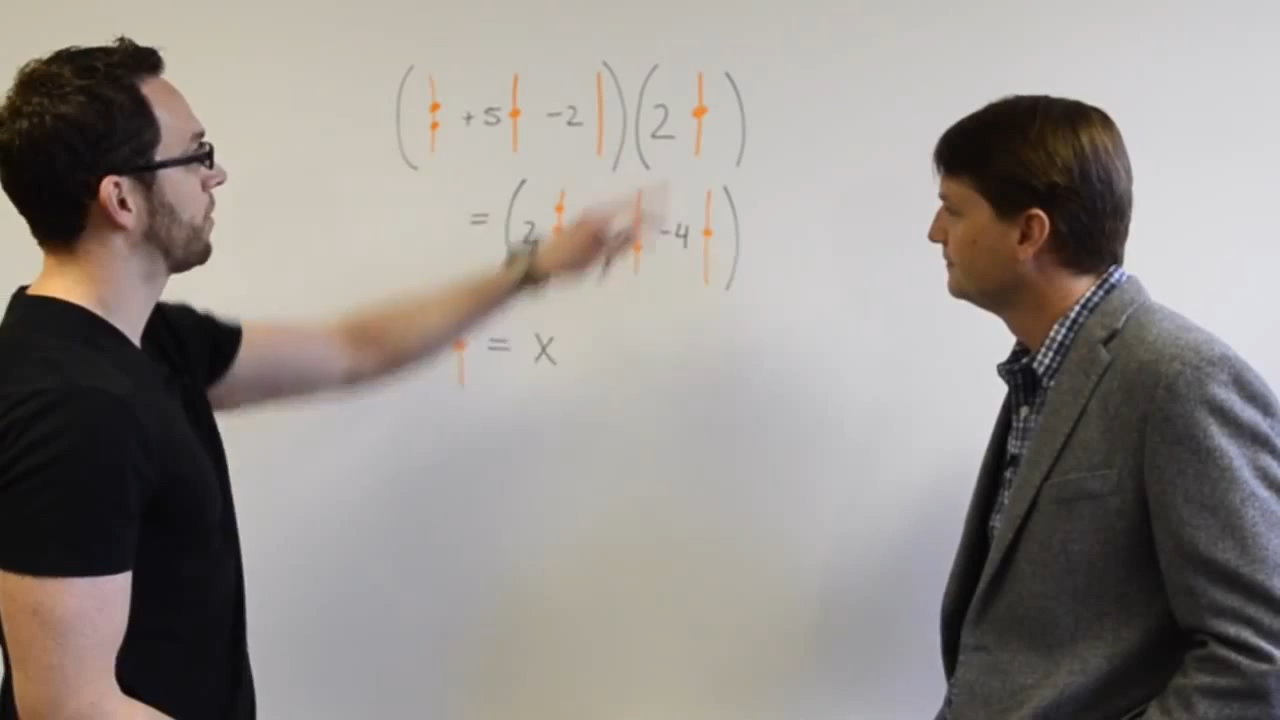 ( +5 -2 )(2 )
= (2 -4 )
= x